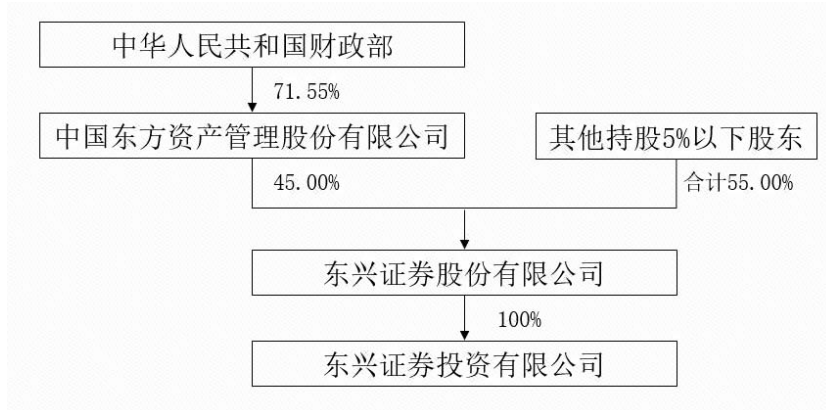 中华人民共和国财政部
71.55%
中国东方资产管理股份有限公司
其他持股5%以下股东
45.00%
合计55.00%
东兴证券股份有限公司
100%
东兴证券投资有限公司